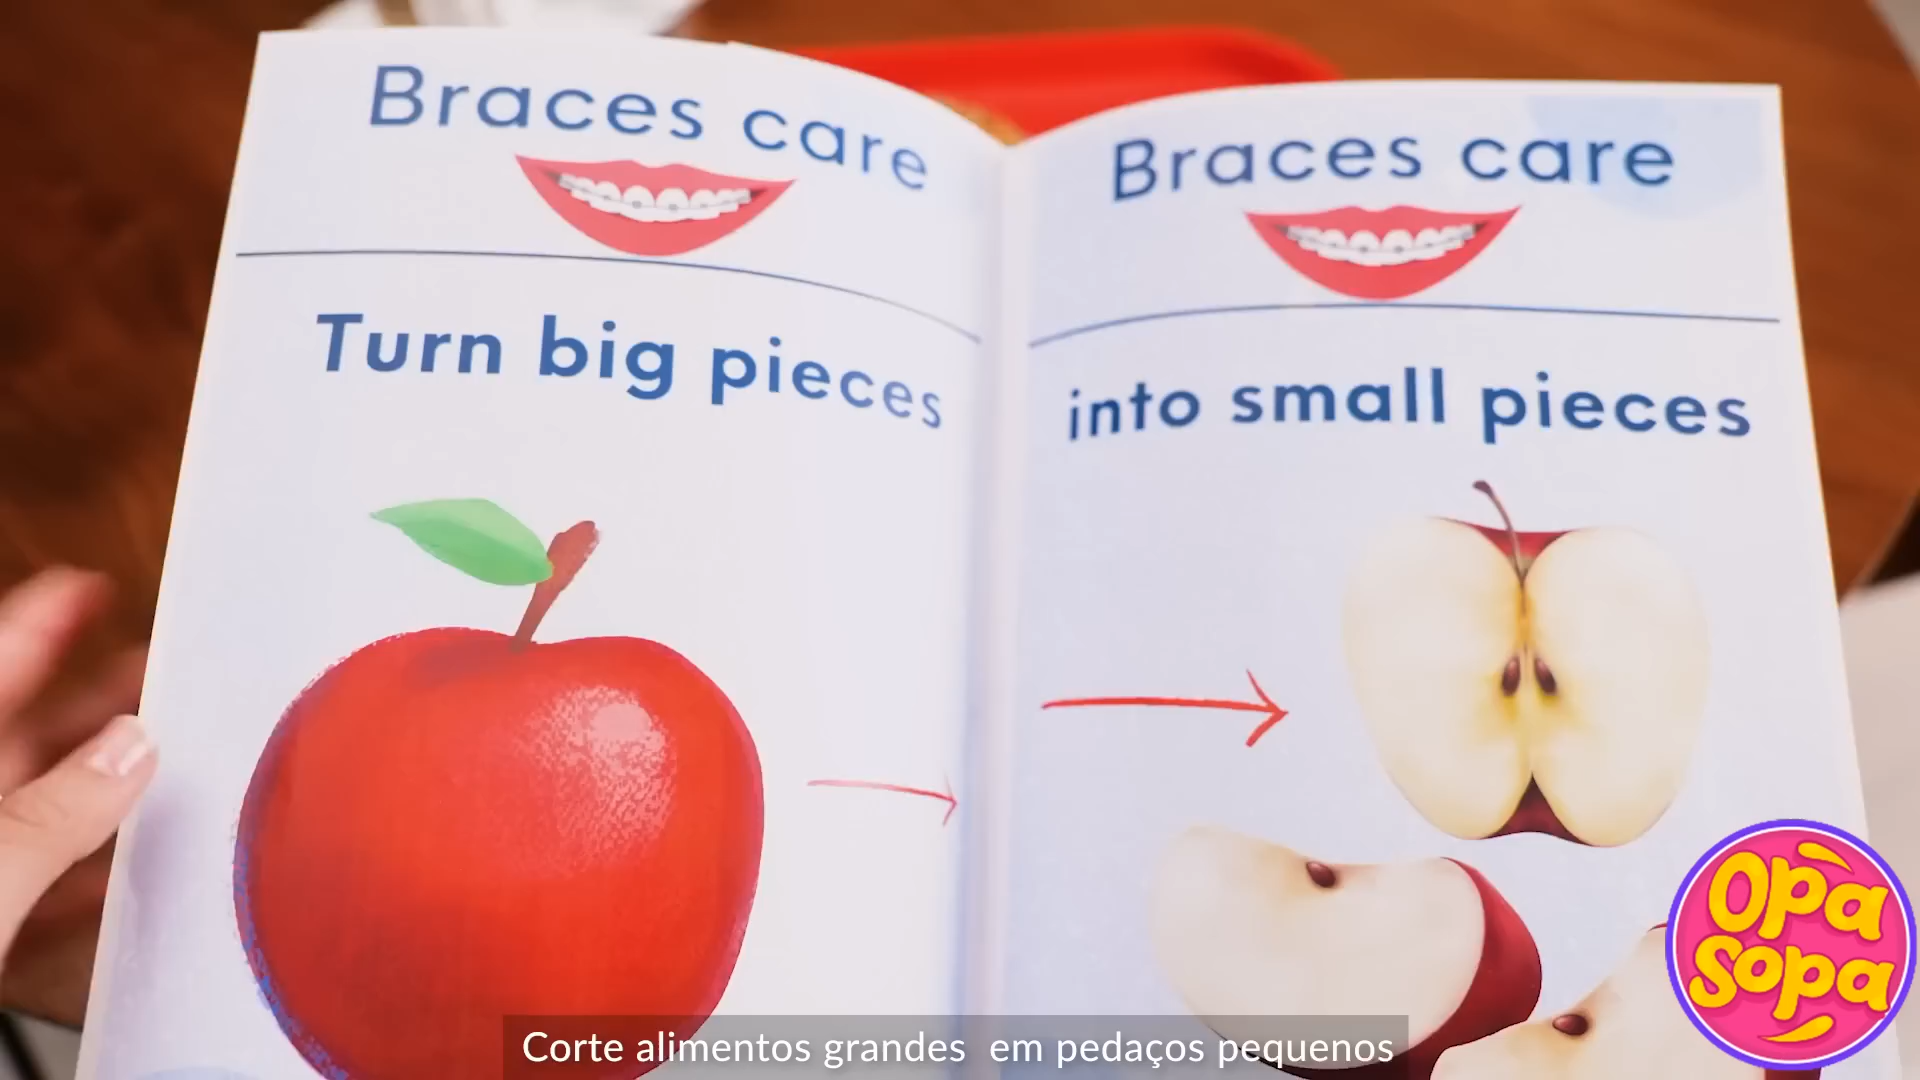 Braces care
Turn big pieces
Braces care
into small pieces
Corte alimentos grandes em pedaços pequenos
Opa
Sopa